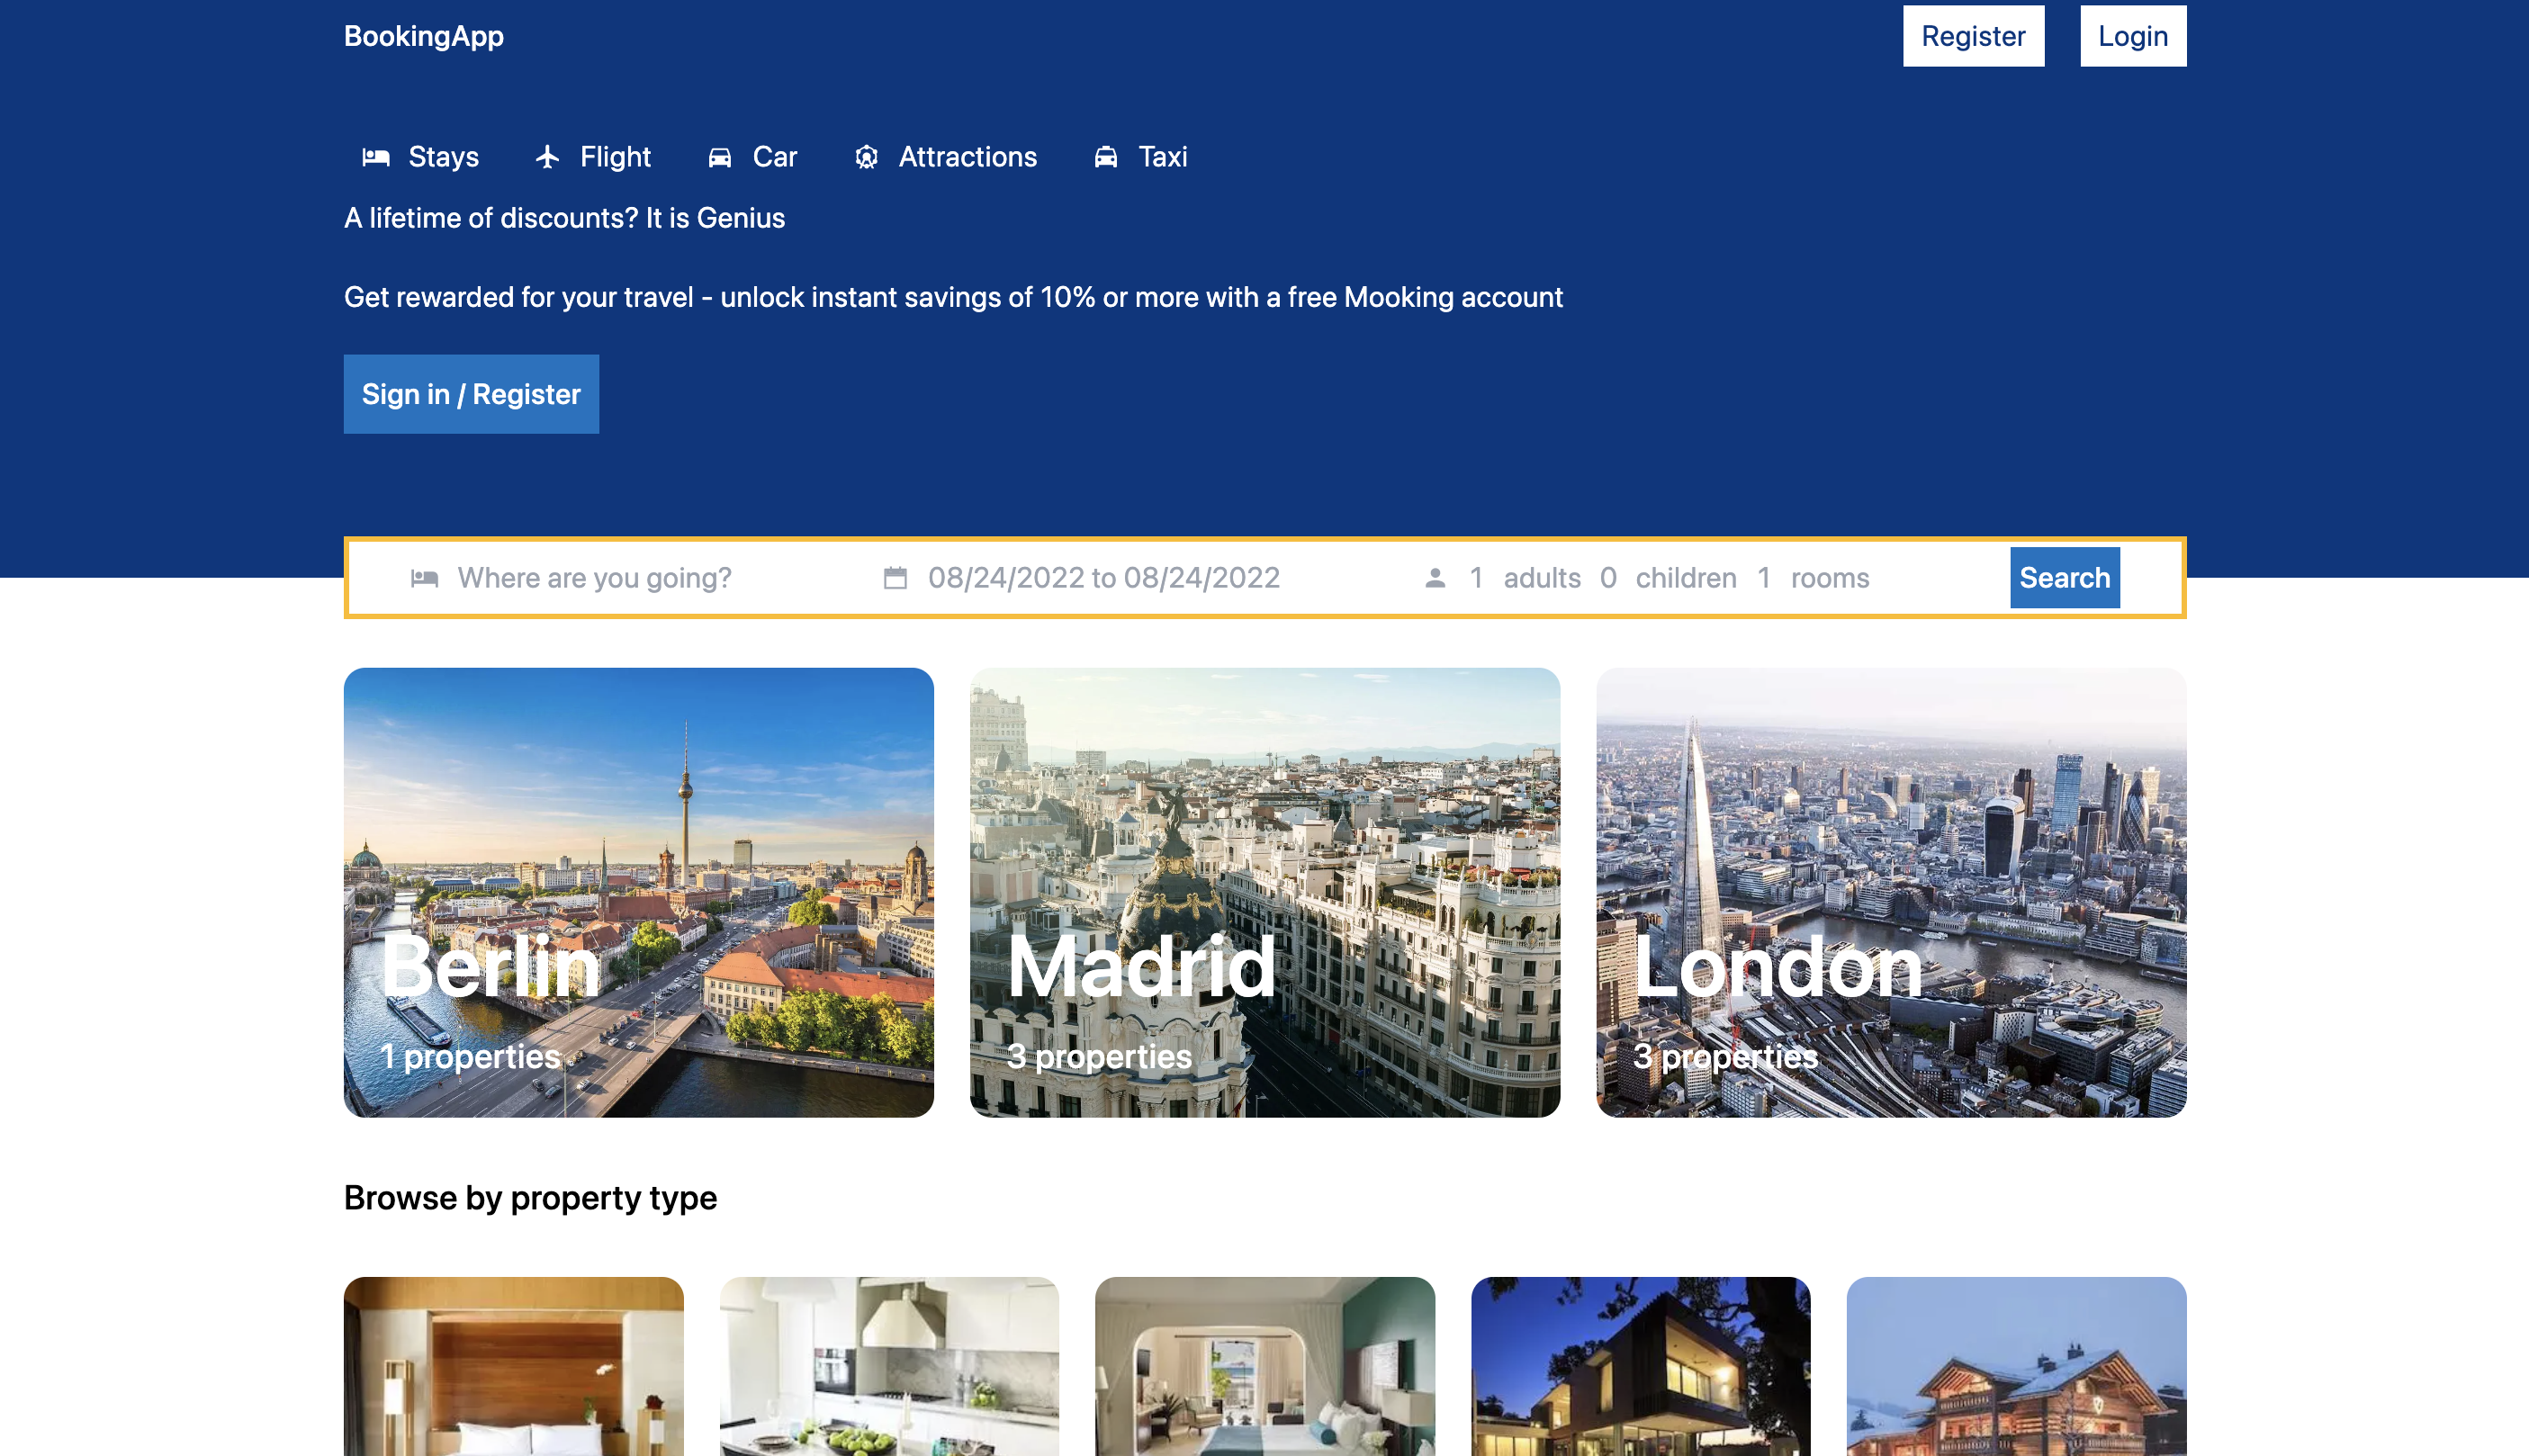 BookingApp
Register
Login
Stays
Flight
Car
Attractions
Taxi
A lifetime of discounts? It is Genius
Get rewarded for your travel - unlock instant savings of 10% or more with a free Mooking account
Sign in / Register
Where are you going?
08/24/2022 to 08/24/2022
1 adults 0 children 1 rooms
Search
Berlin
1 properties
Madrid
3 properties
London
3 properties
Browse by property type